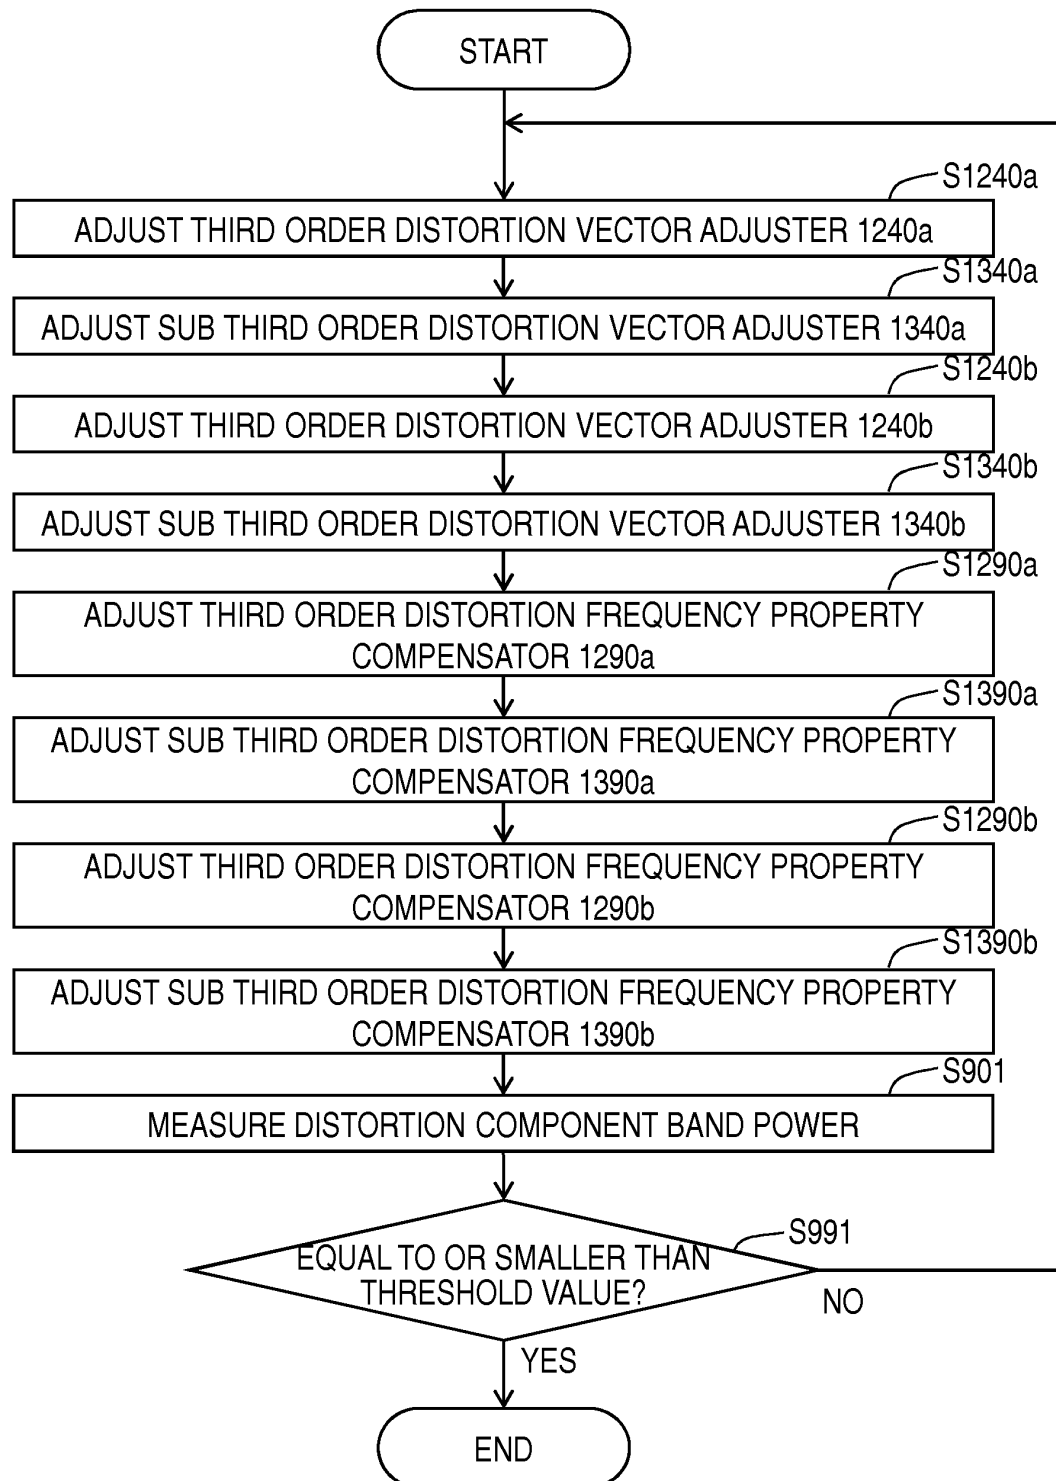 START
S1240a
ADJUST THIRD ORDER DISTORTION VECTOR ADJUSTER 1240a
S1340a
ADJUST SUB THIRD ORDER DISTORTION VECTOR ADJUSTER 1340a
S1240b
ADJUST THIRD ORDER DISTORTION VECTOR ADJUSTER 1240b
S1340b
ADJUST SUB THIRD ORDER DISTORTION VECTOR ADJUSTER 1340b
S1290a
ADJUST THIRD ORDER DISTORTION FREQUENCY PROPERTY
COMPENSATOR 1290a
S1390a
ADJUST SUB THIRD ORDER DISTORTION FREQUENCY PROPERTY
COMPENSATOR 1390a
S1290b
ADJUST THIRD ORDER DISTORTION FREQUENCY PROPERTY
COMPENSATOR 1290b
S1390b
ADJUST SUB THIRD ORDER DISTORTION FREQUENCY PROPERTY
COMPENSATOR 1390b
S901
MEASURE DISTORTION COMPONENT BAND POWER
S991
EQUAL TO OR SMALLER THAN
THRESHOLD VALUE?
NO
YES
END